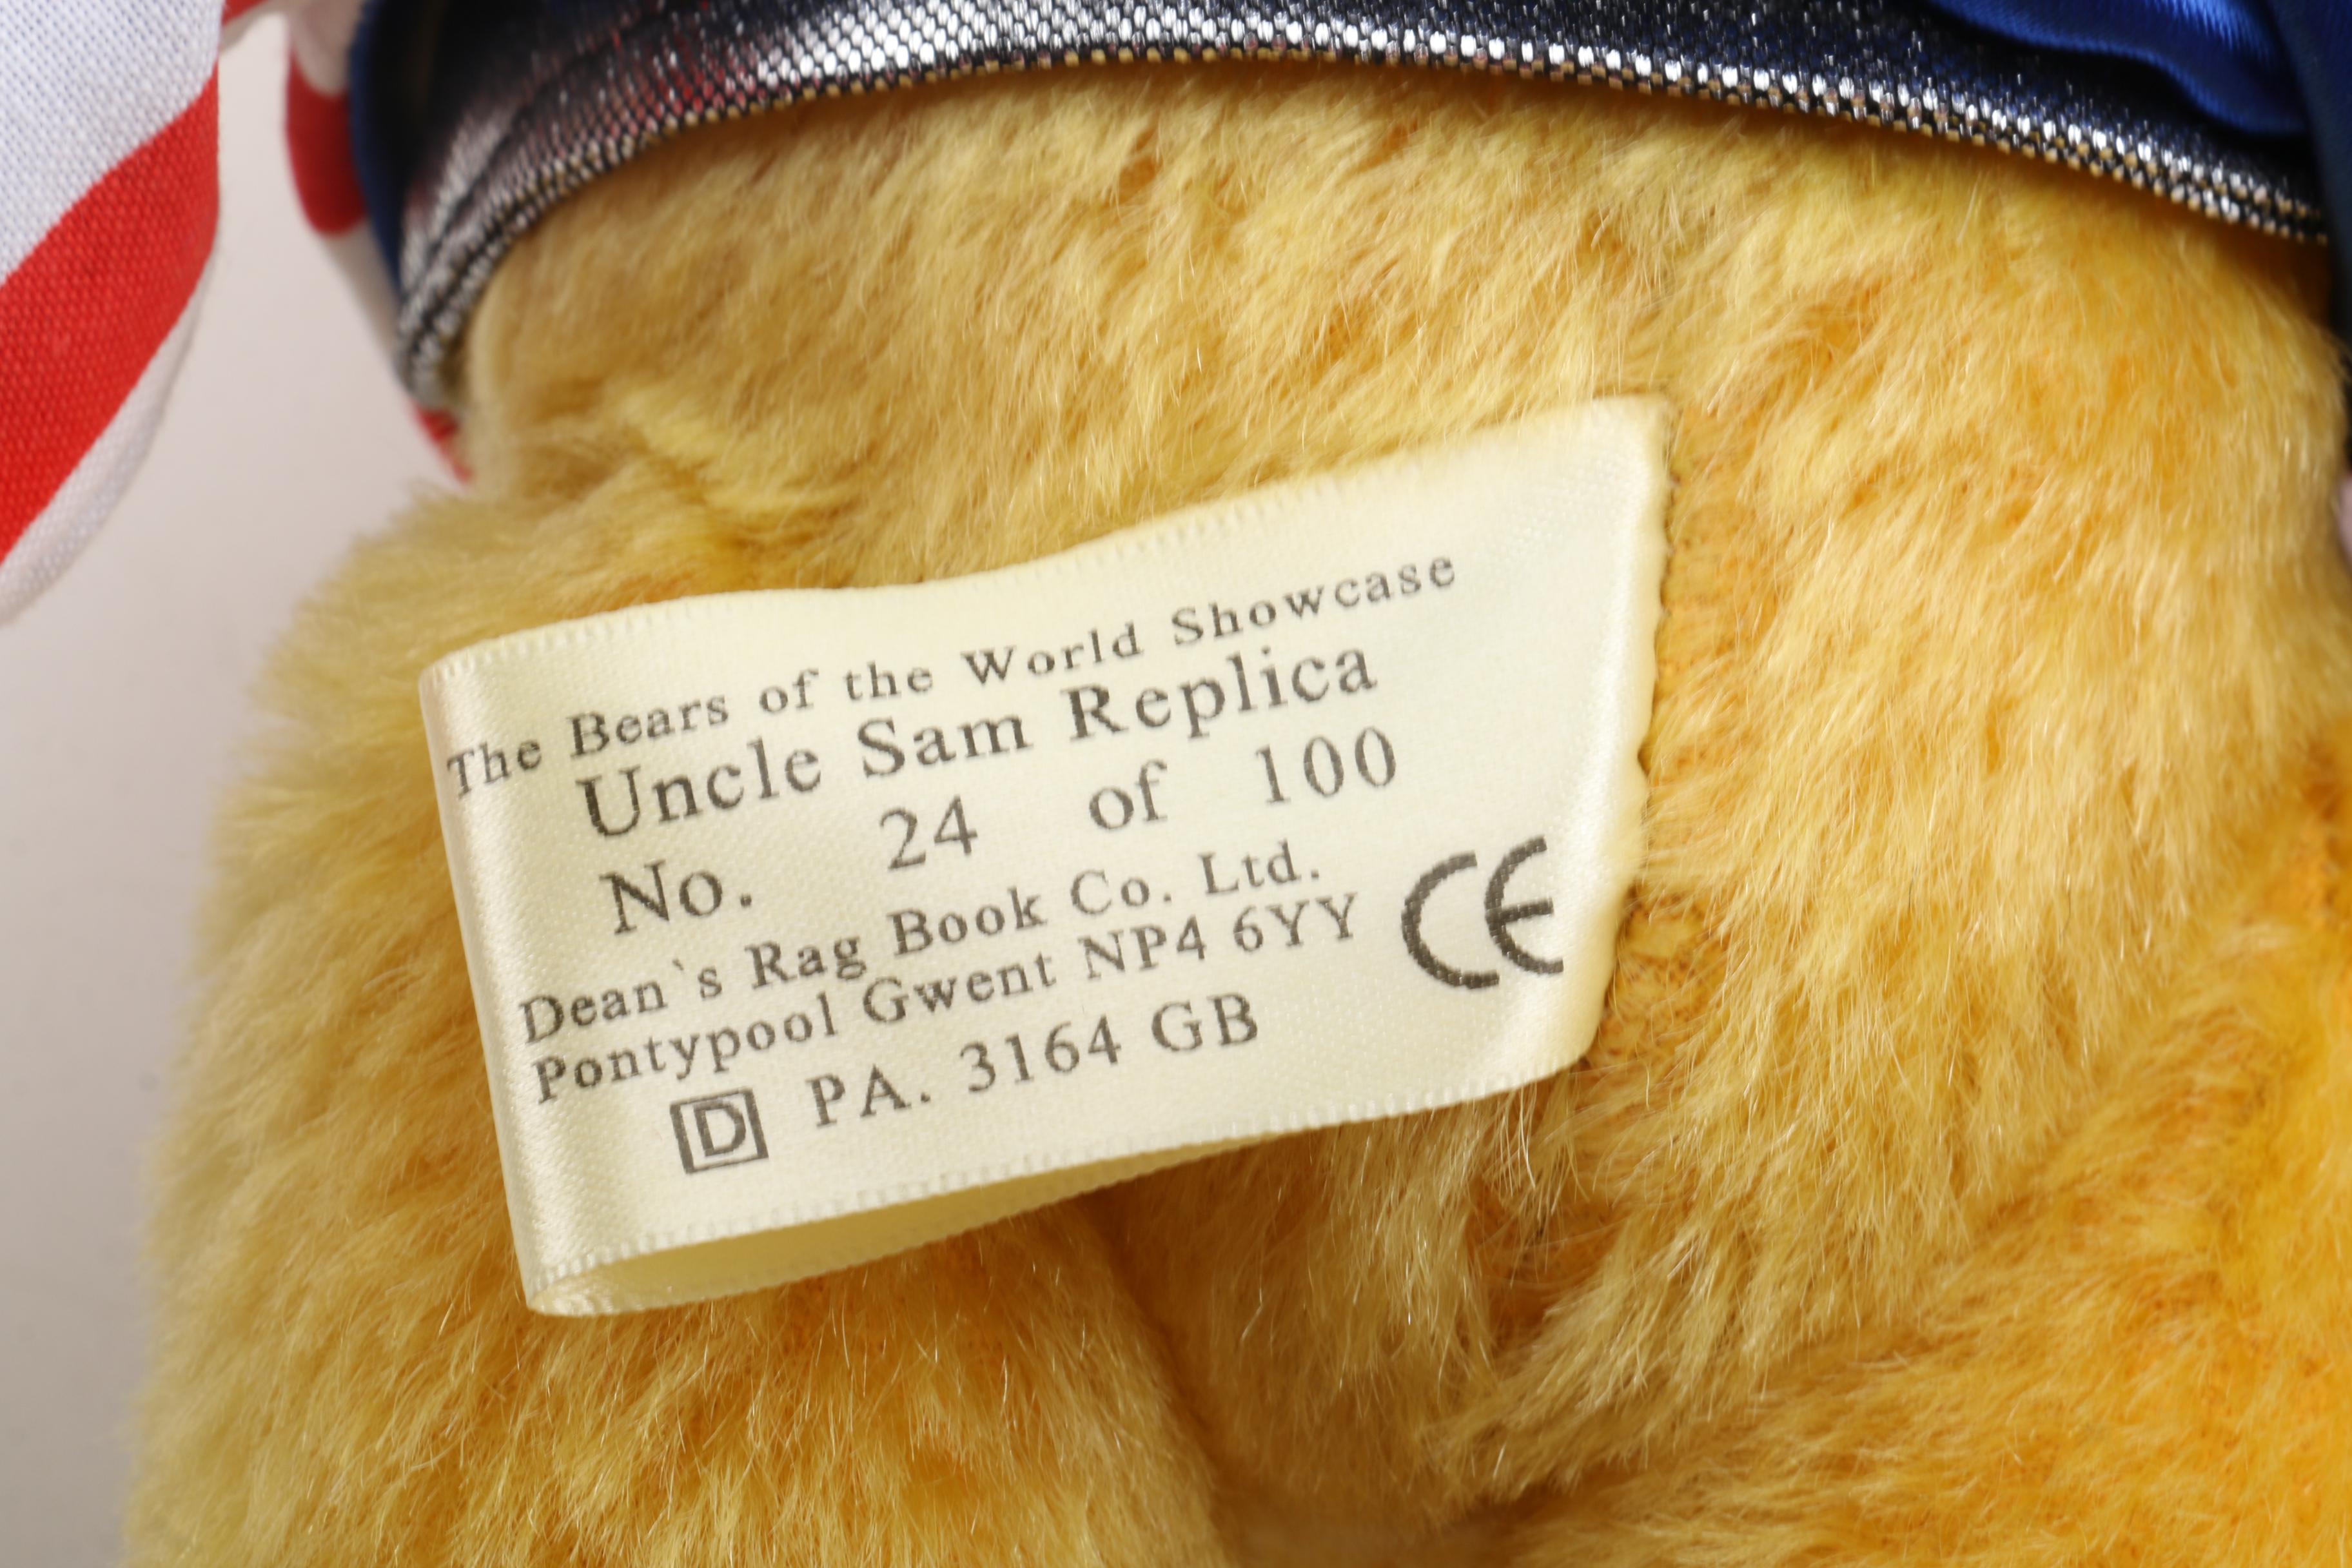 The Bears of the World Showcase
Uncle Sam Replica
No. 24 of 100
Dean`s Rag Book Co. Ltd.
Pontypool Gwent NP4 6YY
CE
D PA. 3164 GB